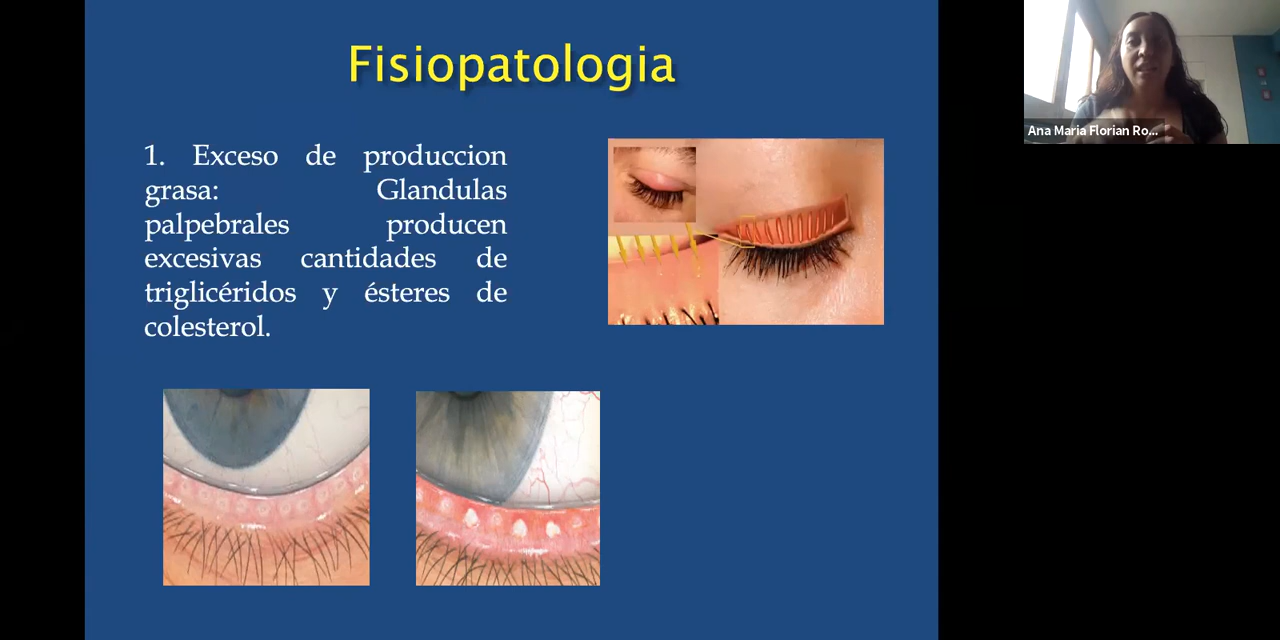 Fisiopatologia
1. Exceso de produccion
grasa: Glandulas
palpebrales producen
excesivas cantidades de
triglicéridos y ésteres de
colesterol.
Ana Maria Florian Ro...